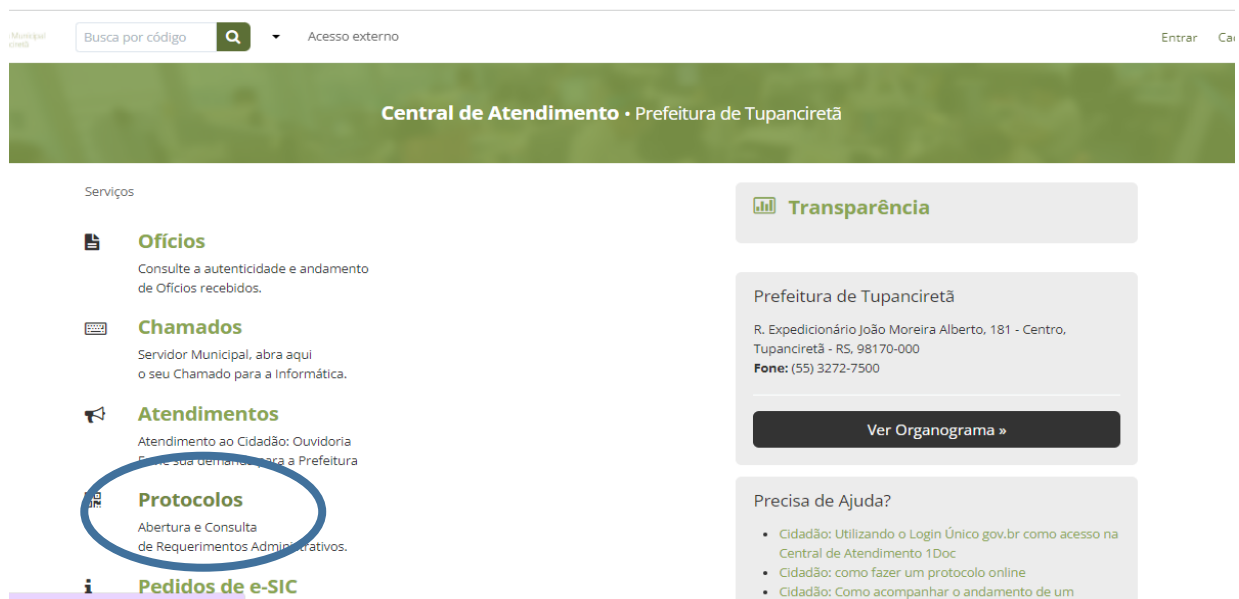 Busca por código
Acesso externo
Entrar
Central de Atendimento • Prefeitura de Tupanciretã
Serviços
Ofícios
Consulte a autenticidade e andamento
de Ofícios recebidos.
Chamados
Servidor Municipal, abra aqui
o seu Chamado para a Informática.
Atendimentos
Atendimento ao Cidadão: Ouvidoria
sua demanda para a Prefeitura
Protocolos
Abertura e Consulta
de Requerimentos Administrativos.
Pedidos de e-SIC
Transparência
Prefeitura de Tupanciretã
R. Expedicionário João Moreira Alberto, 181 - Centro,
Tupanciretã - RS, 98170-000
Fone: (55) 3272-7500
Ver Organograma »
Precisa de Ajuda?
• Cidadão: Utilizando o Login Único gov.br como acesso na
Central de Atendimento 1Doc
• Cidadão: como fazer um protocolo online
• Cidadão: Como acompanhar o andamento de um